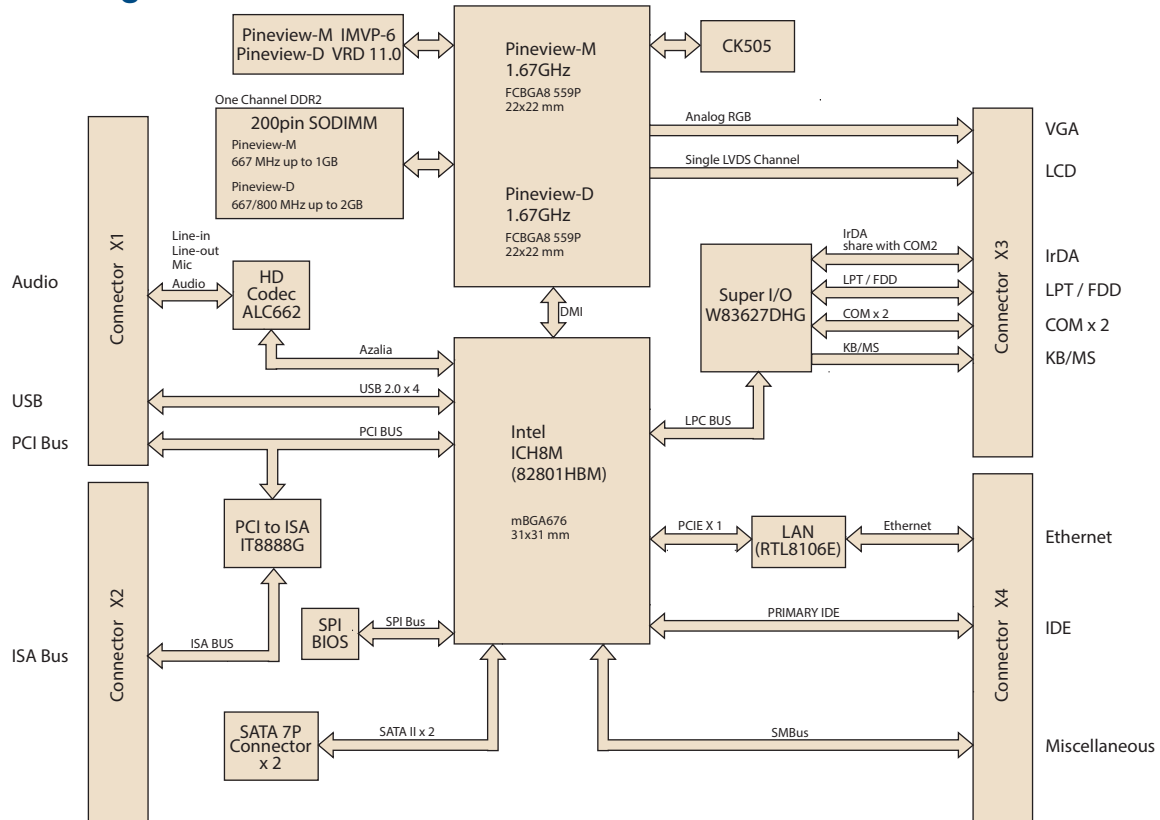 Pineview-M IMVP-6
Pineview-D VRD 11.0
Pineview-M
1.67GHz
FCBGA8 559P
22x22 mm
CK505
One Channel DDR2
200pin SODIMM
Pineview-M
667 MHz up to 1GB
Pineview-D
667/800 MHz up to 2GB
Pineview-D
1.67GHz
FCBGA8 559P
22x22 mm
Analog RGB
VGA
Single LVDS Channel
LCD
Connector X1
Line-in
Line-out
Mic
Audio
Audio
HD
Codec
ALC662
DMI
Super I/O
W83627DHG
IrDA
share with COM2
IrDA
LPT / FDD
LPT / FDD
COM x 2
COM x 2
KB/MS
KB/MS
Connector X3
Azalia
USB
USB 2.0 x 4
PCI Bus
PCI BUS
Intel
ICH8M
(82801HBM)
mBGA676
31x31 mm
LPC BUS
PCI to ISA
IT8888G
PCIE X 1
LAN
(RTL8106E)
Ethernet
Ethernet
Connector X2
ISA Bus
ISA BUS
SPI
BIOS
SPI Bus
PRIMARY IDE
IDE
Connector X4
SATA 7P
Connector
x 2
SATA II x 2
SMBus
Miscellaneous